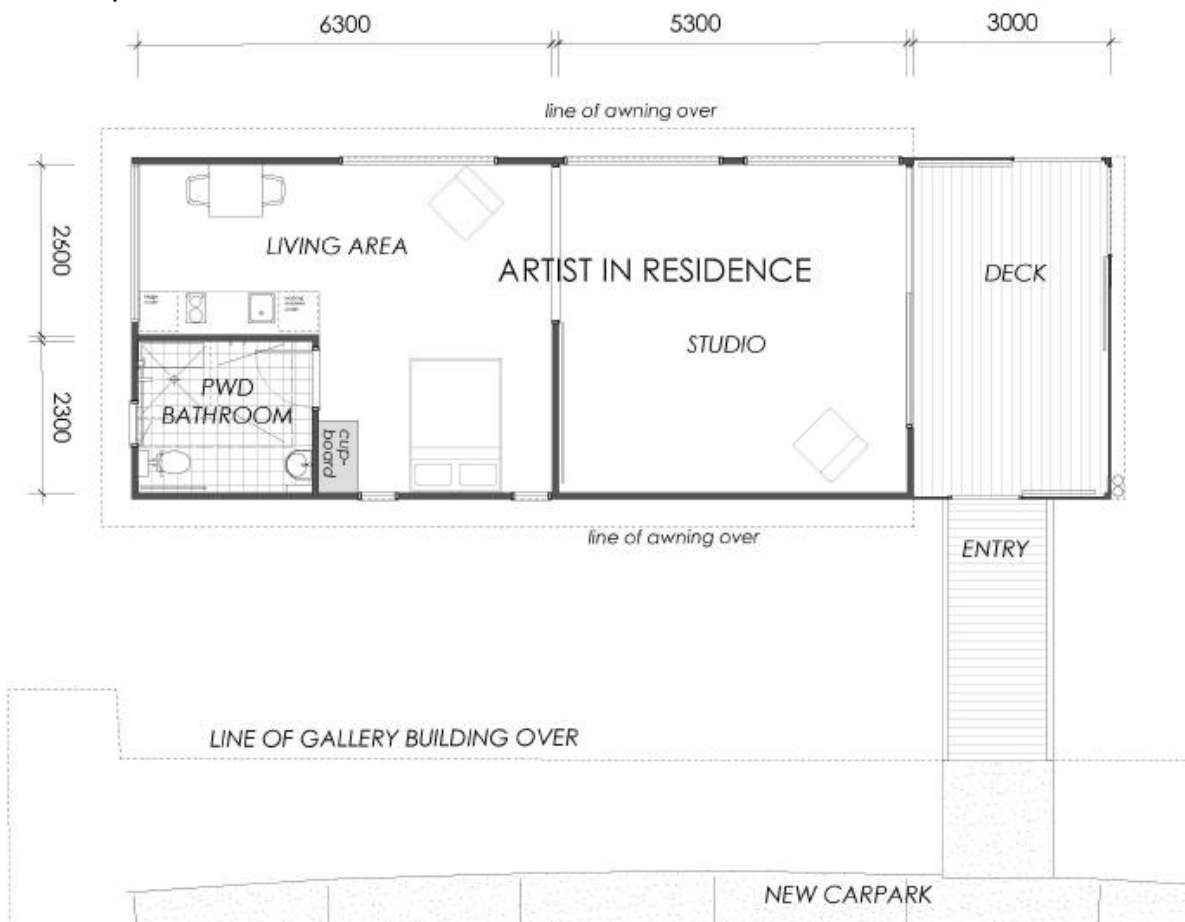 6300
5300
3000
line of awning over
2600
2300
LIVING AREA
ARTIST IN RESIDENCE
DECK
STUDIO
PWD
BATHROOM
cup-
board
line of awning over
ENTRY
LINE OF GALLERY BUILDING OVER
NEW CARPARK